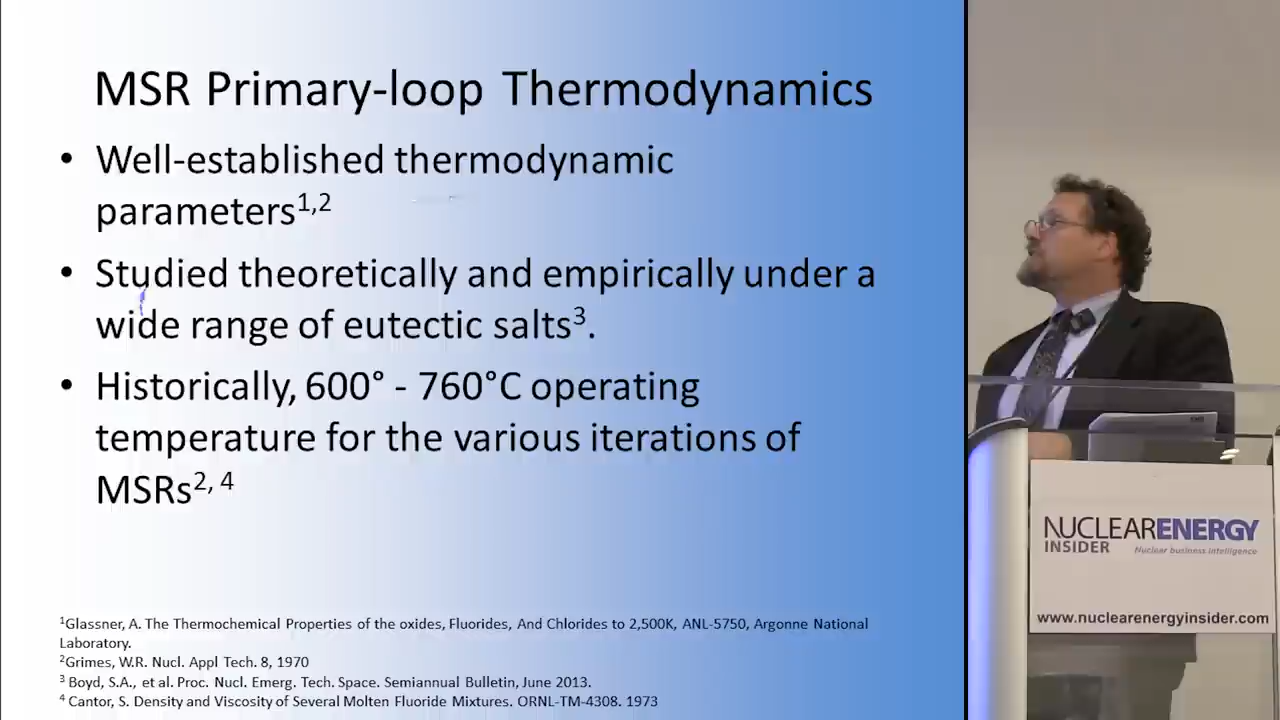 MSR Primary-loop Thermodynamics
• Well-established thermodynamic
parameters1,2
• Studied theoretically and empirically under a
wide range of eutectic salts3.
• Historically, 600° - 760°C operating
temperature for the various iterations of
MSRs2, 4
1Glassner, A. The Thermochemical Properties of the oxides, Fluorides, And Chlorides to 2,500K, ANL-5750, Argonne National
Laboratory.
2Grimes, W.R. Nucl. Appl Tech. 8, 1970
3 Boyd, S.A., et al. Proc. Nucl. Emerg. Tech. Space. Semiannual Bulletin, June 2013.
4 Cantor, S. Density and Viscosity of Several Molten Fluoride Mixtures. ORNL-TM-4308. 1973
NUCLEARENERGY
INSIDER Nuclear business intelligence
www.nuclearenergyinsider.com